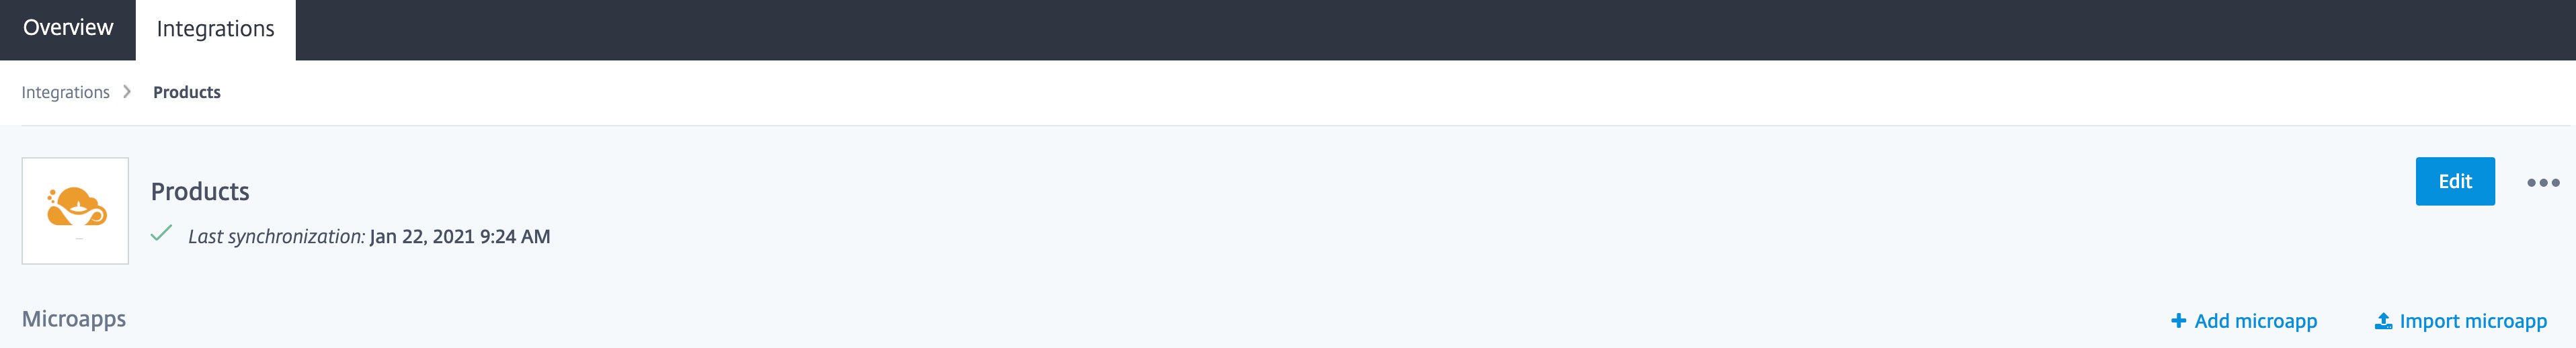 Overview Integrations
Integrations Products
Products
Edit
Last synchronization: Jan 22, 2021 9:24 AM
Microapps
Add microapp Import microapp